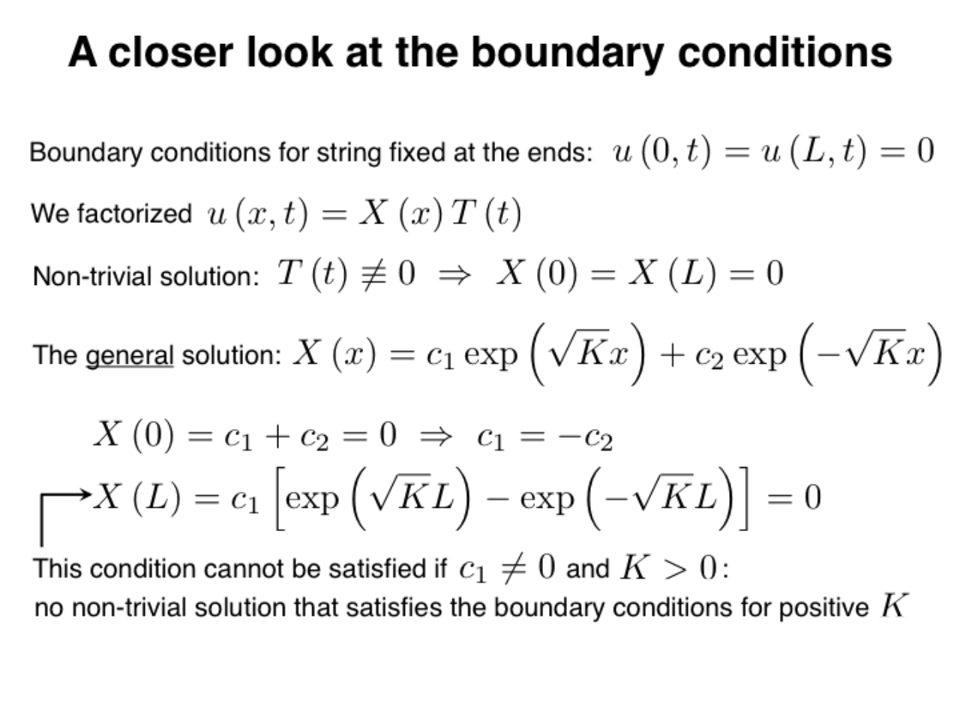 A closer look at the boundary conditions
Boundary conditions for string fixed at the ends: u (0, t) = u (L, t) = 0
We factorized u (x, t) = X (x) T (t)
Non-trivial solution: T (t) ≢ 0 ⇒ X (0) = X (L) = 0
The general solution: X (x) = c₁ exp (√K x) + c₂ exp (−√K x)
X (0) = c₁ + c₂ = 0 ⇒ c₁ = −c₂
X (L) = c₁ [exp (√K L) − exp (−√K L)] = 0
This condition cannot be satisfied if c₁ ≠ 0 and K > 0:
no non-trivial solution that satisfies the boundary conditions for positive K